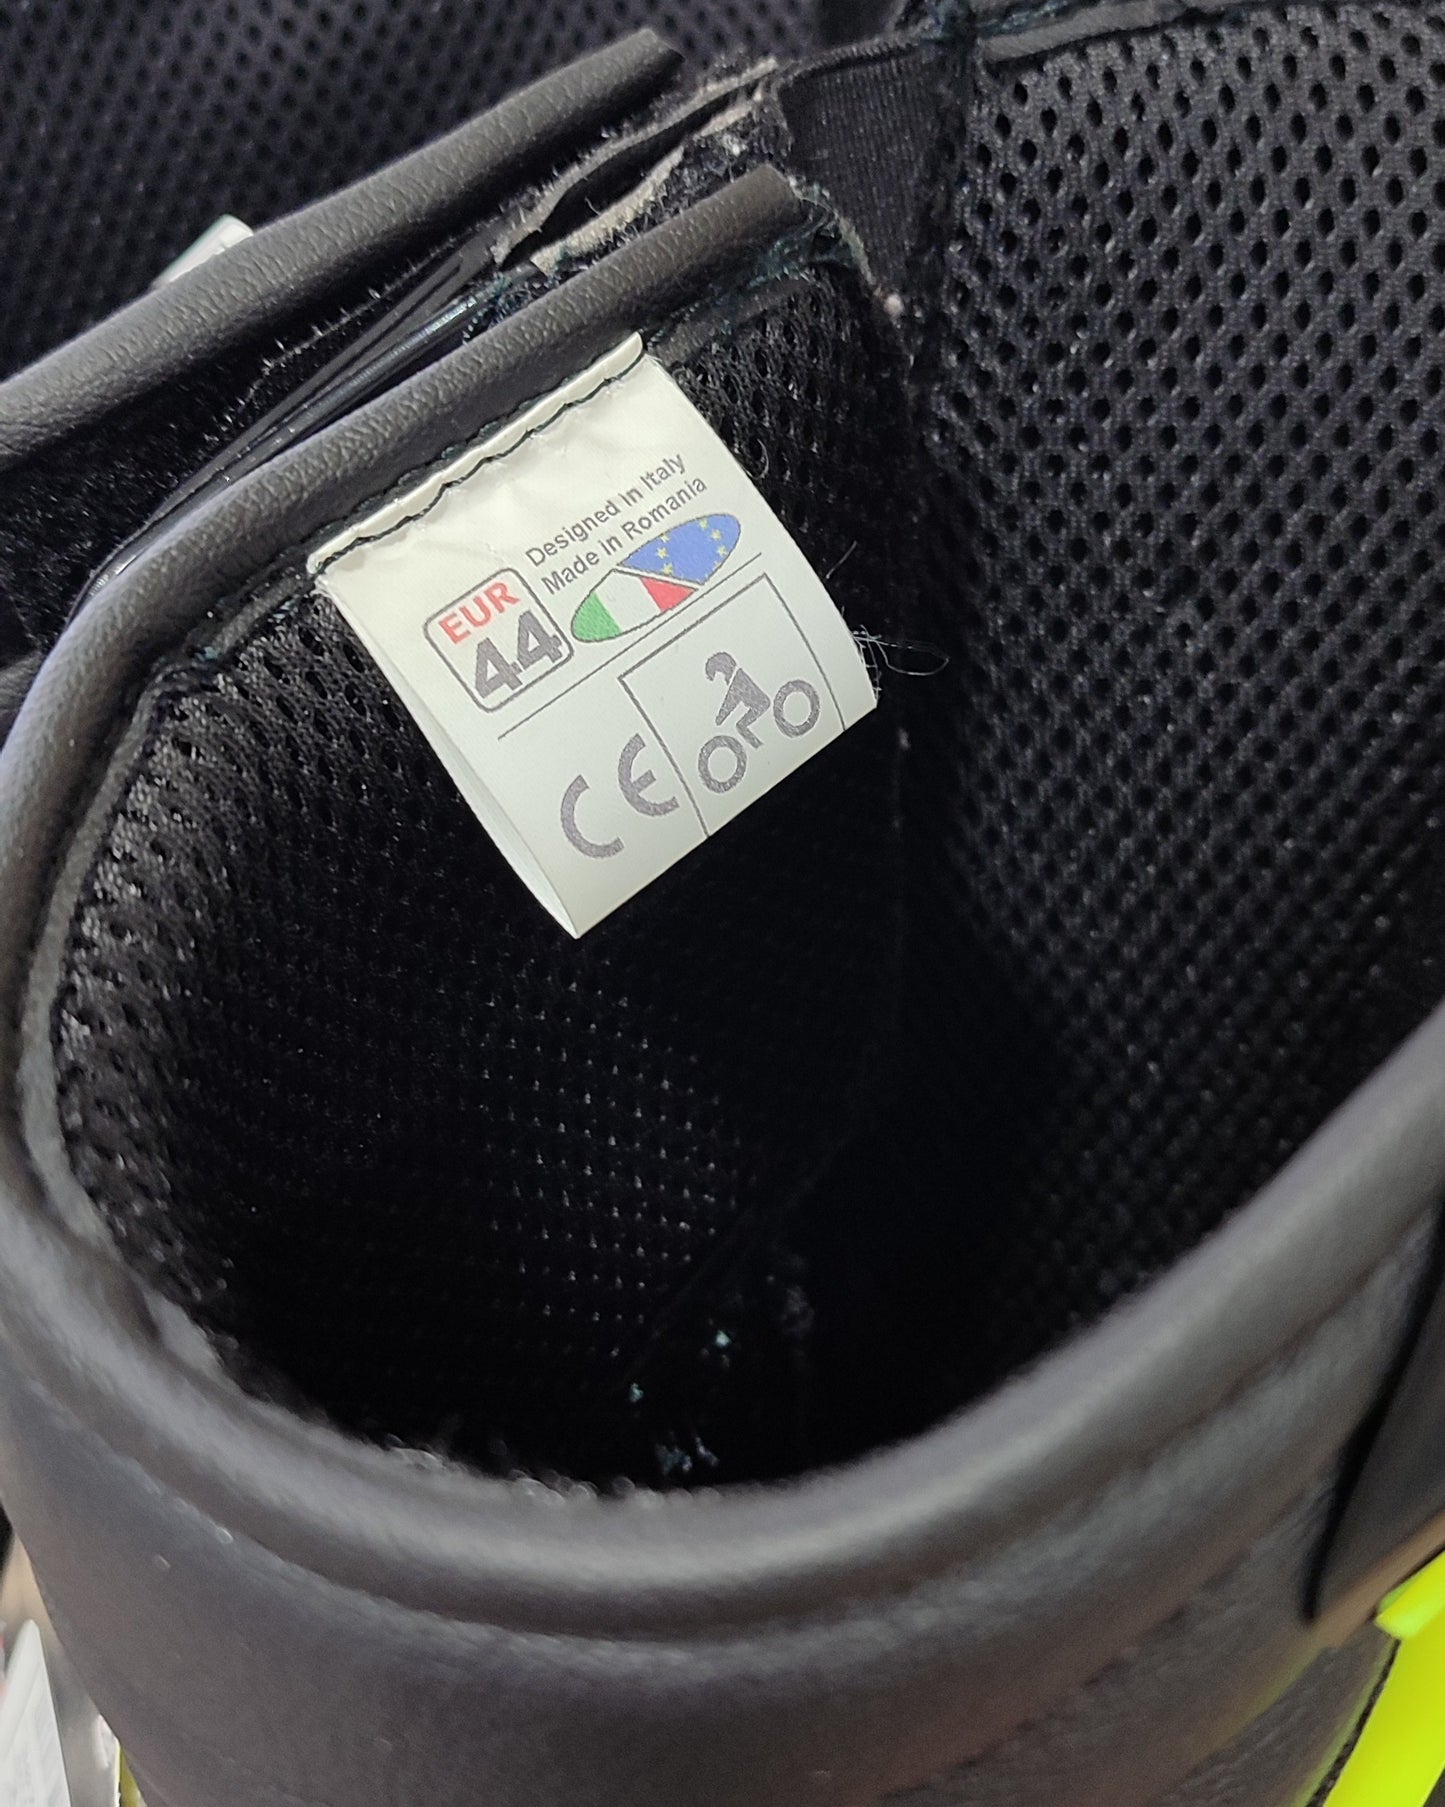 Designed in Italy
Made in Romania
EUR
44
CE